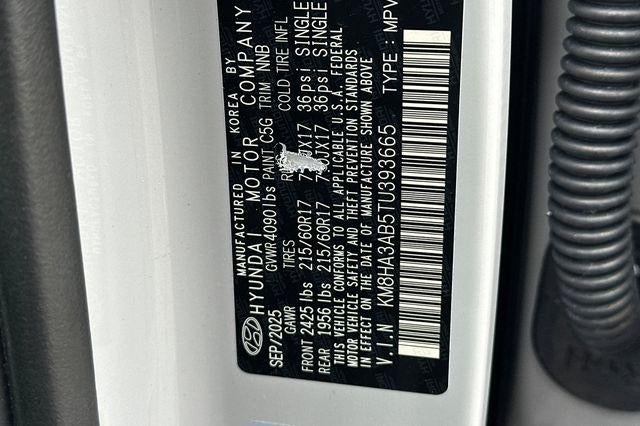 MANUFACTURED IN KOREA BY
HYUNDAI MOTOR COMPANY
SEP/2025 GVWR 4090 lbs PAINT C5G TRIM NNB
GAWR TIRES COLD TIRE INFL
FRONT 2425 lbs 215/60R17 36psi SINGLE
REAR 1956 lbs 215/60R17 36psi SINGLE
THIS VEHICLE CONFORMS TO ALL APPLICABLE U.S.A. FEDERAL
MOTOR VEHICLE SAFETY AND THEFT PREVENTION STANDARDS
IN EFFECT ON THE DATE OF MANUFACTURE SHOWN ABOVE
V.I.N KM8HA3AB5TU393665 TYPE : MPV